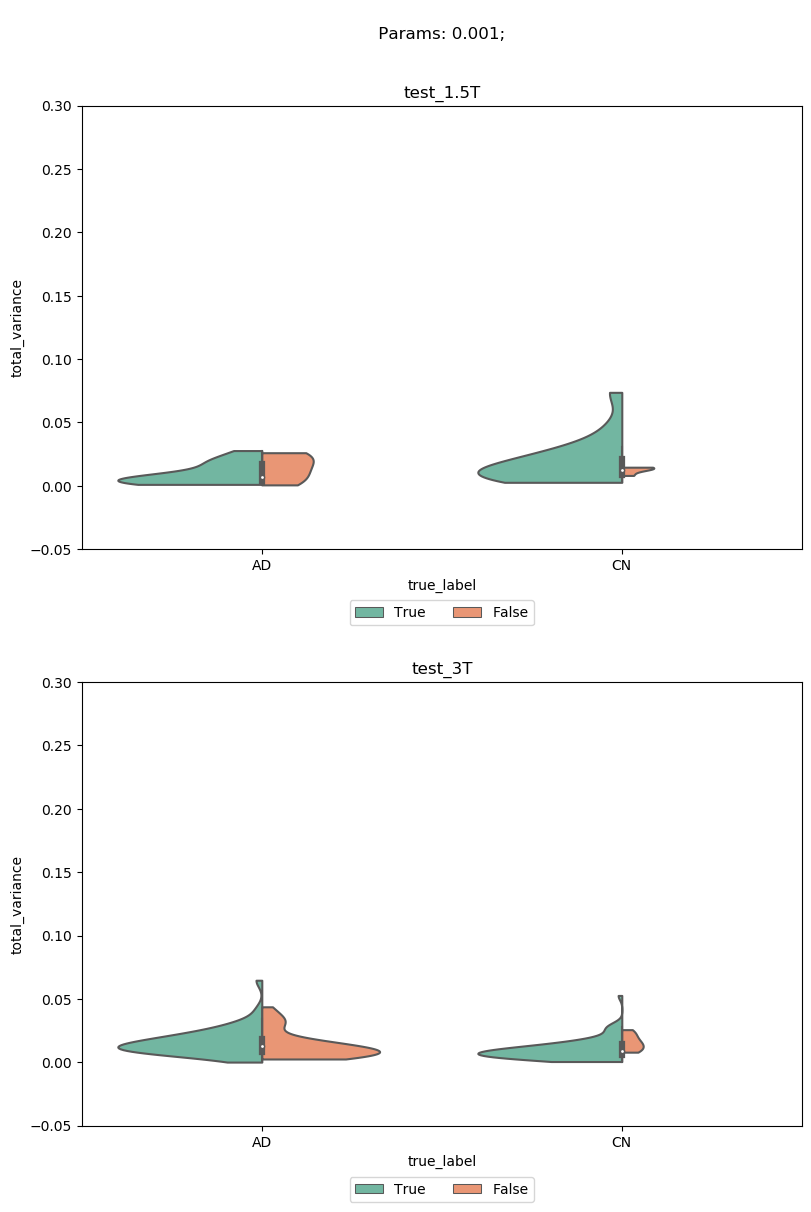 Params: 0.001;
test_1.5T
0.30
0.25
0.20
0.15
0.10
0.05
0.00
−0.05
total_variance
AD CN
true_label
True False
test_3T
0.30
0.25
0.20
0.15
0.10
0.05
0.00
−0.05
total_variance
AD CN
true_label
True False